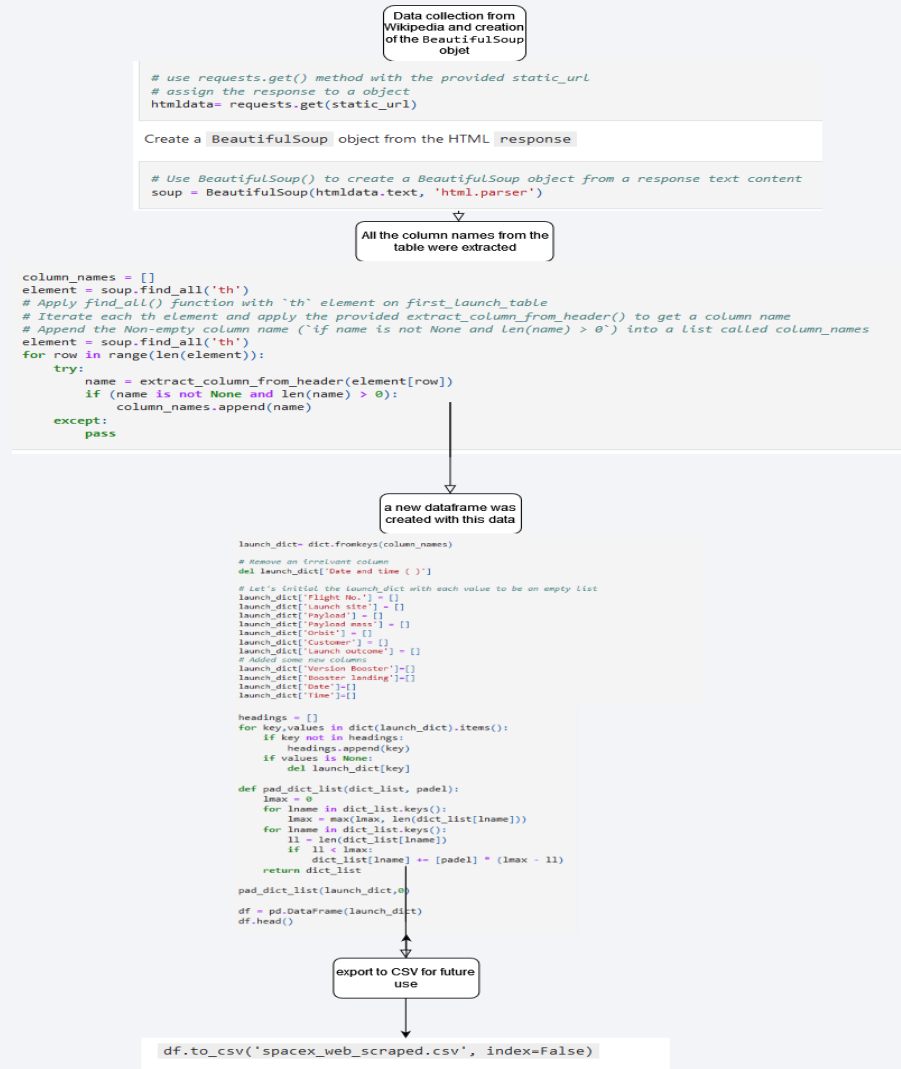 Data collection from
Wikipedia and creation
of the BeautifulSoup
objet
# use requests.get() method with the provided static_url
# assign the response to a object
htmldata= requests.get(static_url)
Create a BeautifulSoup object from the HTML response
# Use BeautifulSoup() to create a BeautifulSoup object from a response text content
soup = BeautifulSoup(htmldata.text, 'html.parser')
All the column names from the
table were extracted
column_names = []
element = soup.find_all('th')
# Apply find_all() function with `th` element on first_launch_table
# Iterate each th element and apply the provided extract_column_from_header() to get a column name
# Append the Non-empty column name (`if name is not None and len(name) > 0`) into a list called column_names
element = soup.find_all('th')
for row in range(len(element)):
    try:
        name = extract_column_from_header(element[row])
        if (name is not None and len(name) > 0):
            column_names.append(name)
    except:
        pass
a new dataframe was
created with this data
launch_dict= dict.fromkeys(column_names)
# Remove an irrelvant column
del launch_dict['Date and time ( )']
# Let's initial the launch_dict with each value to be an empty list
launch_dict['Flight No.'] = []
launch_dict['Launch site'] = []
launch_dict['Payload'] = []
launch_dict['Payload mass'] = []
launch_dict['Orbit'] = []
launch_dict['Customer'] = []
launch_dict['Launch outcome'] = []
# Added some new columns
launch_dict['Version Booster']=[]
launch_dict['Booster landing']=[]
launch_dict['Date']=[]
launch_dict['Time']=[]
headings = []
for key,values in dict(launch_dict).items():
    if key not in headings:
        headings.append(key)
    if values is None:
        del launch_dict[key]
def pad_dict_list(dict_list, padel):
    lmax = 0
    for lname in dict_list.keys():
        lmax = max(lmax, len(dict_list[lname]))
    for lname in dict_list.keys():
        ll = len(dict_list[lname])
        if  ll < lmax:
            dict_list[lname] += [padel] * (lmax - ll)
    return dict_list
pad_dict_list(launch_dict,0)
df = pd.DataFrame(launch_dict)
df.head()
export to CSV for future
use
df.to_csv('spacex_web_scraped.csv', index=False)